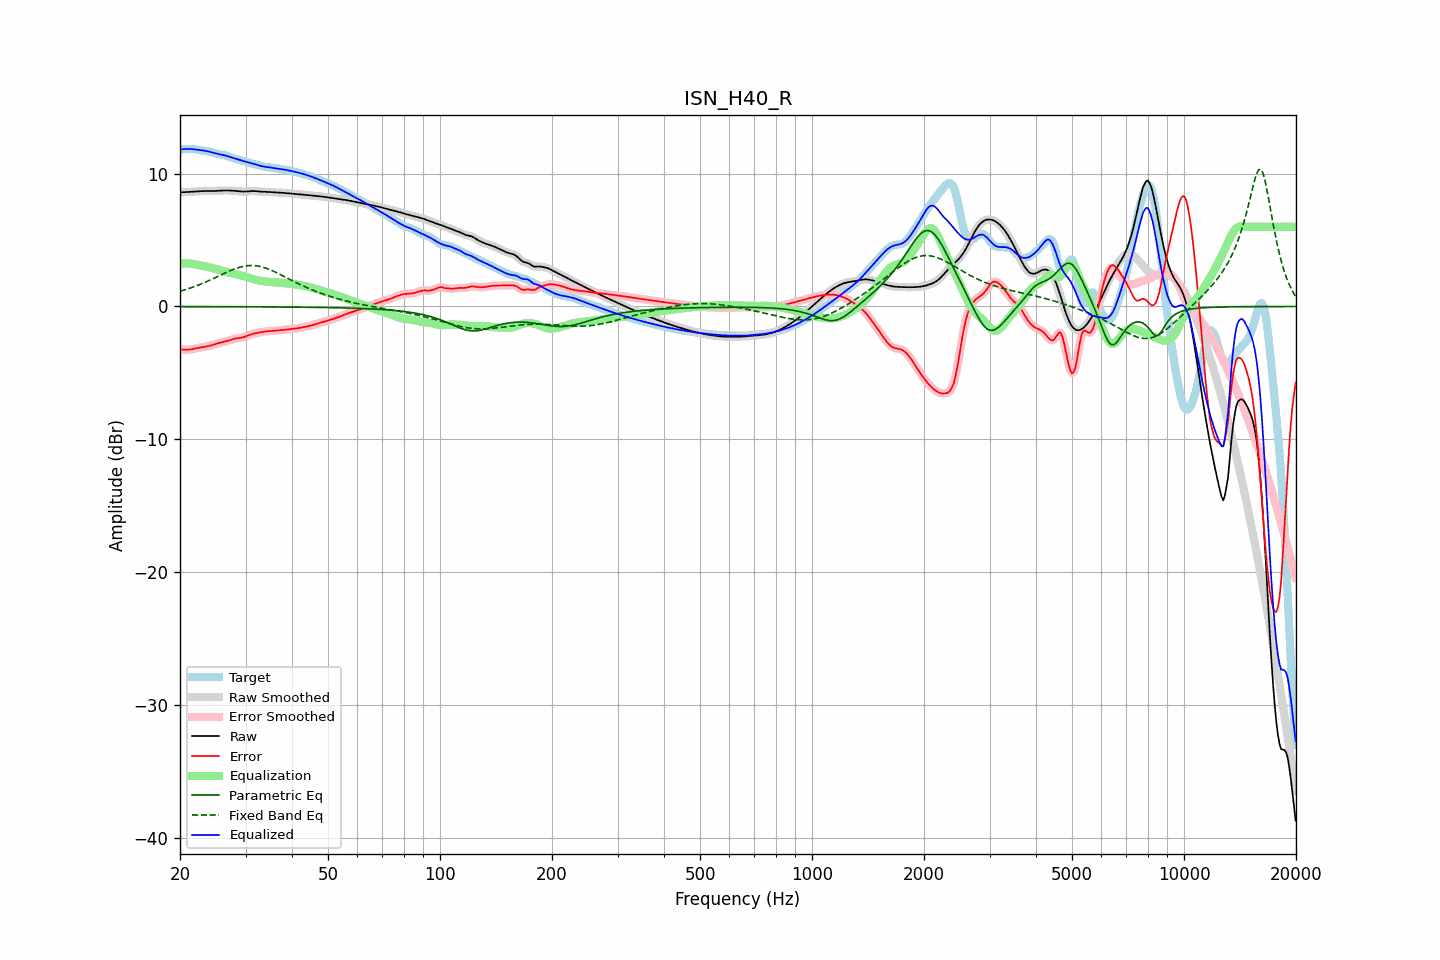 ISN_H40_R
Amplitude (dBr)
10
0
−10
−20
−30
−40
Target
Raw Smoothed
Error Smoothed
Raw
Error
Equalization
Parametric Eq
Fixed Band Eq
Equalized
20 50 100 200 500 1000 2000 5000 10000 20000
Frequency (Hz)